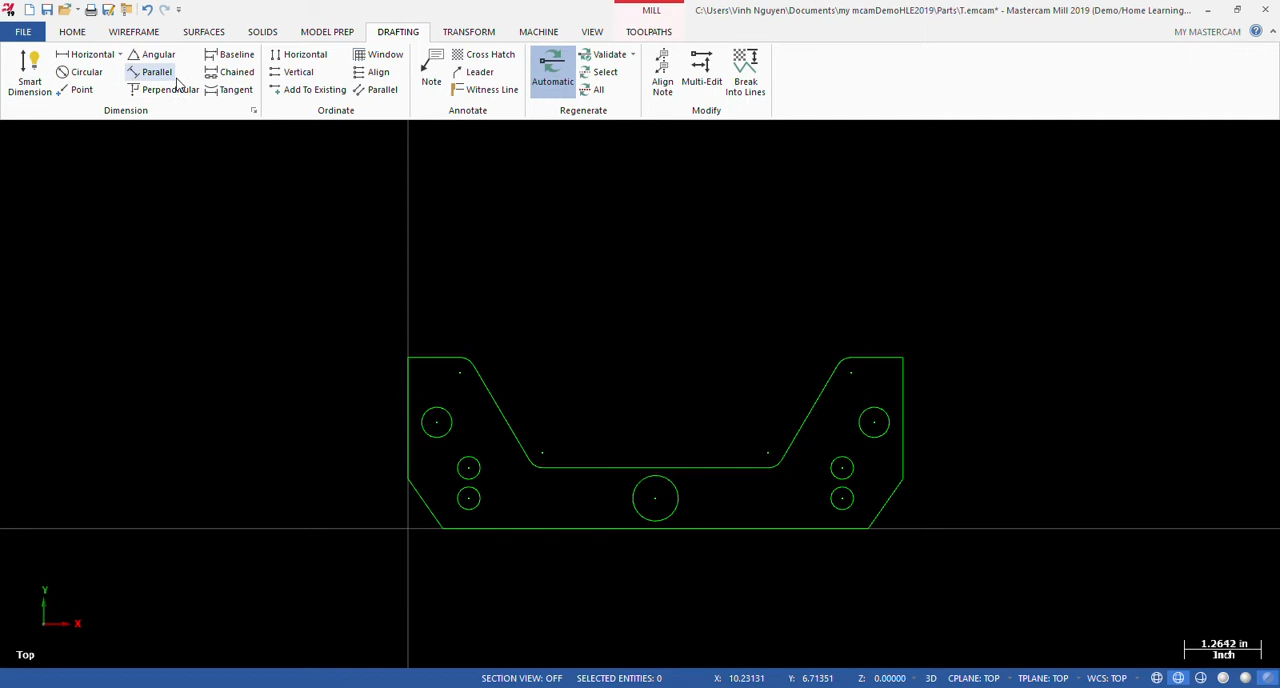 MILL
C:\Users\Vinh Nguyen\Documents\my mcamDemoHLE2019\Parts\T.emcam* - Mastercam Mill 2019 (Demo/Home Learning...
FILE HOME WIREFRAME SURFACES SOLIDS MODEL PREP DRAFTING TRANSFORM MACHINE VIEW TOOLPATHS MY MASTERCAM
Horizontal Angular Baseline Horizontal Window Cross Hatch Validate
Circular Parallel Chained Vertical Align Leader Select
Smart Dimension
Point Perpendicular Tangent Add To Existing Parallel
Note
Witness Line
Automatic
All
Align Note
Multi-Edit
Break Into Lines
Dimension Ordinate Annotate Regenerate Modify
Y
X
Top
1.2642 in
Inch
SECTION VIEW: OFF SELECTED ENTITIES: 0 X: 10.23131 Y: 6.71351 Z: 0.00000 3D CPLANE: TOP TPLANE: TOP WCS: TOP